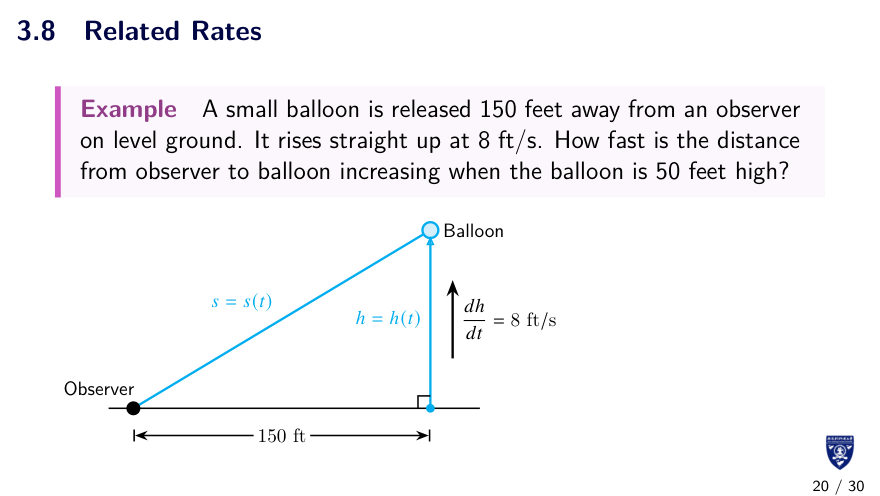 3.8 Related Rates
Example A small balloon is released 150 feet away from an observer
on level ground. It rises straight up at 8 ft/s. How fast is the distance
from observer to balloon increasing when the balloon is 50 feet high?
Balloon
s = s(t)
h = h(t)
dh
dt
= 8 ft/s
Observer
150 ft
20 / 30